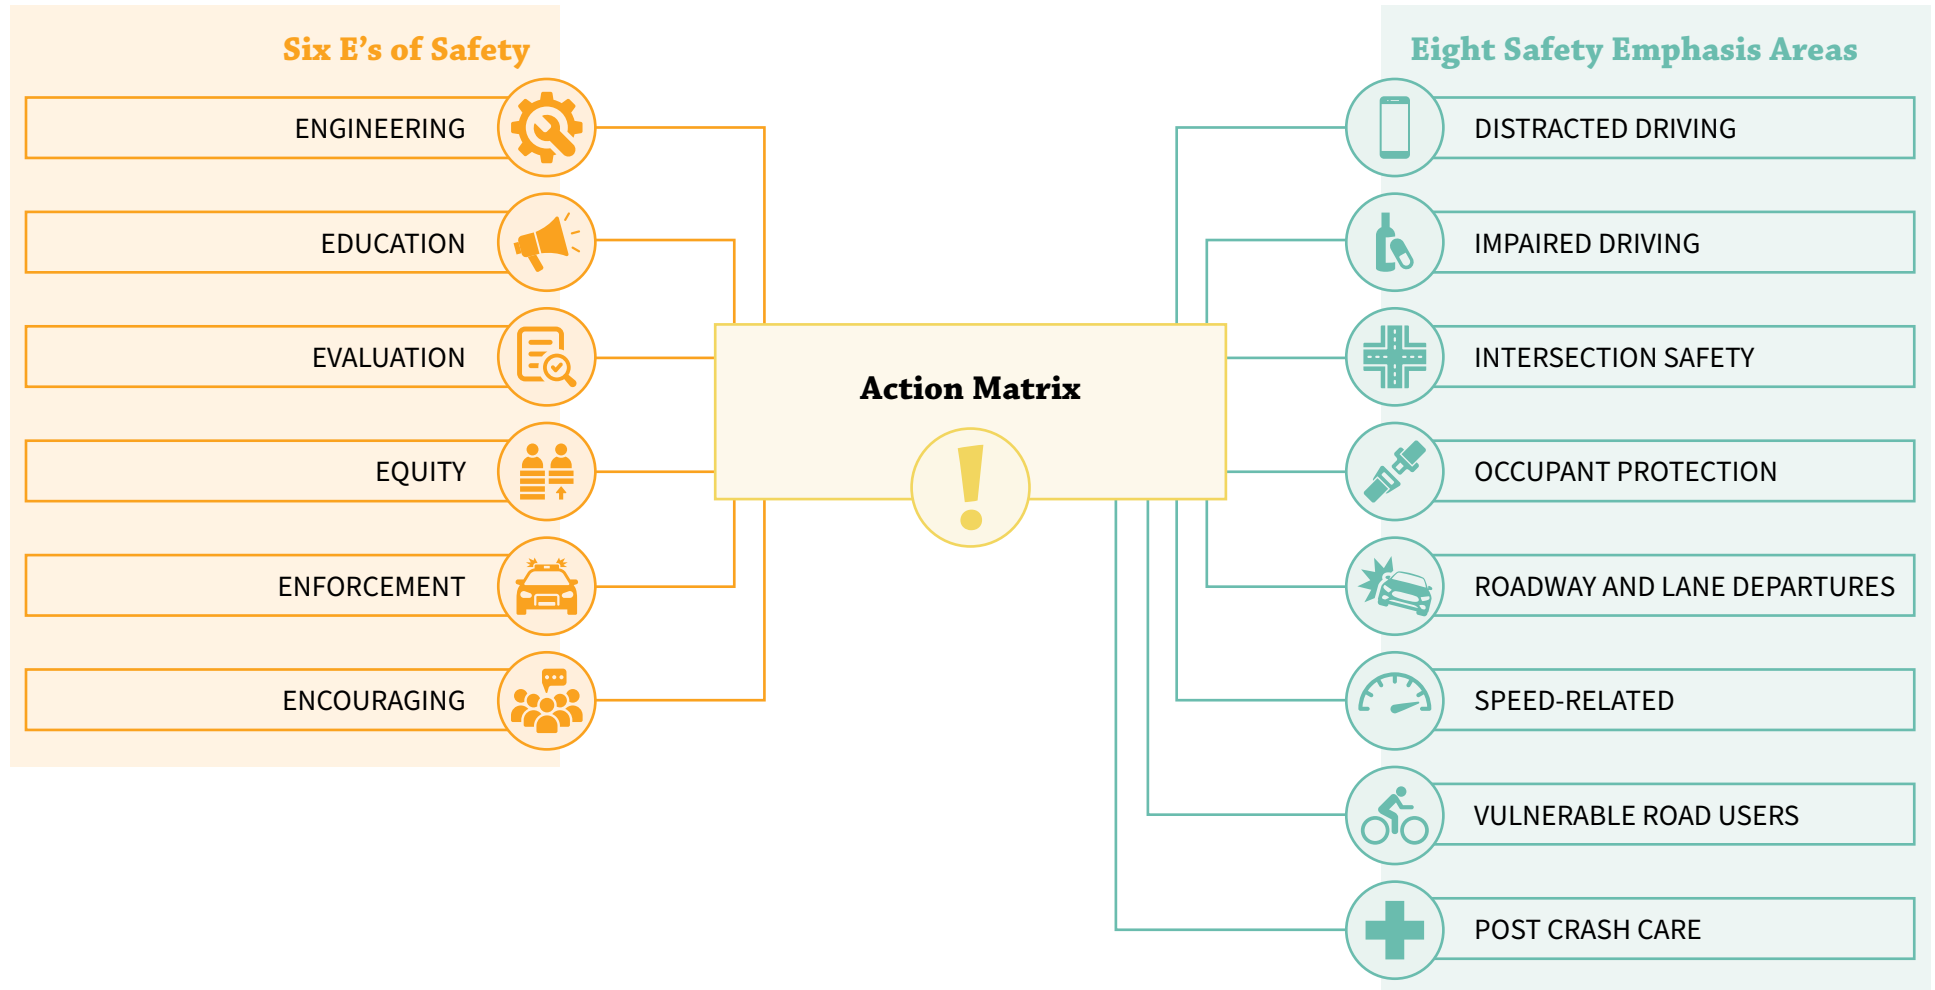 Six E’s of Safety
ENGINEERING
EDUCATION
EVALUATION
EQUITY
ENFORCEMENT
ENCOURAGING
Action Matrix
Eight Safety Emphasis Areas
DISTRACTED DRIVING
IMPAIRED DRIVING
INTERSECTION SAFETY
OCCUPANT PROTECTION
ROADWAY AND LANE DEPARTURES
SPEED-RELATED
VULNERABLE ROAD USERS
POST CRASH CARE